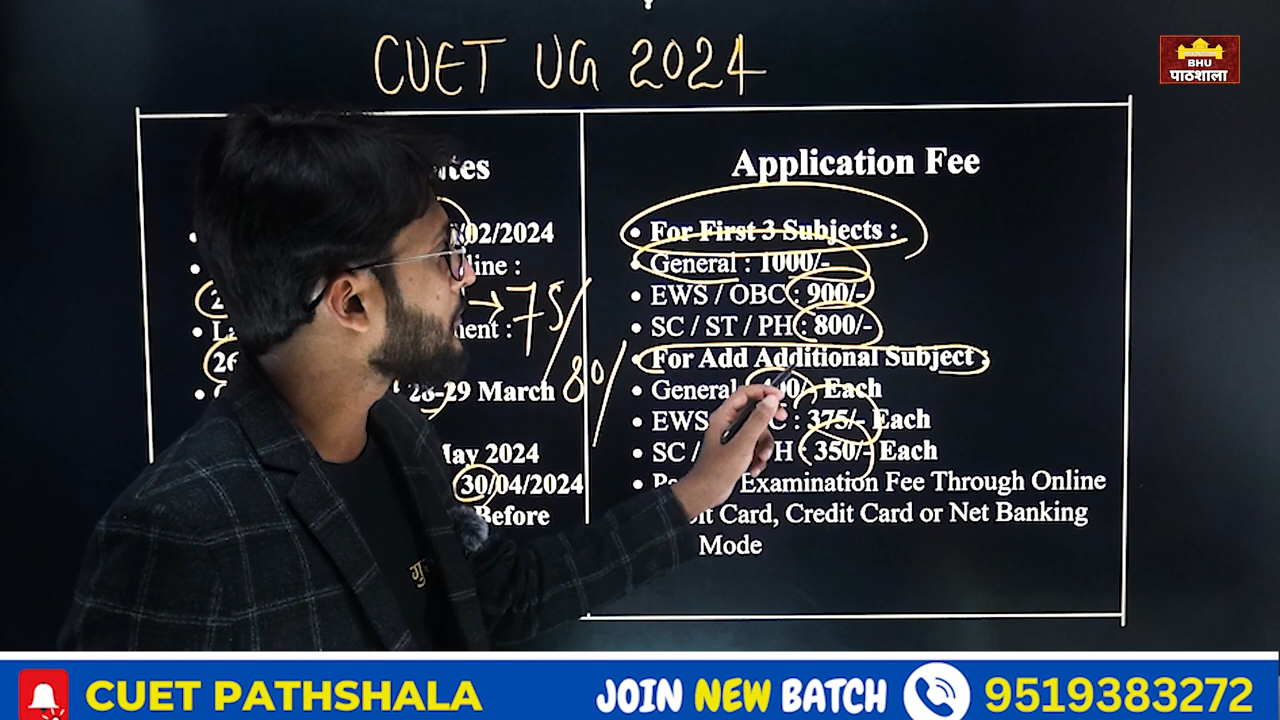 CUET UG 2024
BHU
पाठशाला
/02/2024
line :
→ 75/
28-29 March
80/
May 2024
30/04/2024
Before
Application Fee
• For First 3 Subjects :
• General : 1000/-
• EWS / OBC : 900/-
• SC / ST / PH : 800/-
• For Add Additional Subject :
• General 400/- Each
• EWS C : 375/- Each
• SC / H : 350/- Each
• Examination Fee Through Online
Card, Credit Card or Net Banking
Mode
CUET PATHSHALA
JOIN NEW BATCH
9519383272